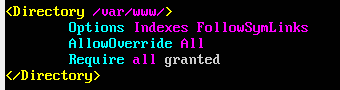 <Directory /var/www/>
Options Indexes FollowSymLinks
AllowOverride All
Require all granted
</Directory>